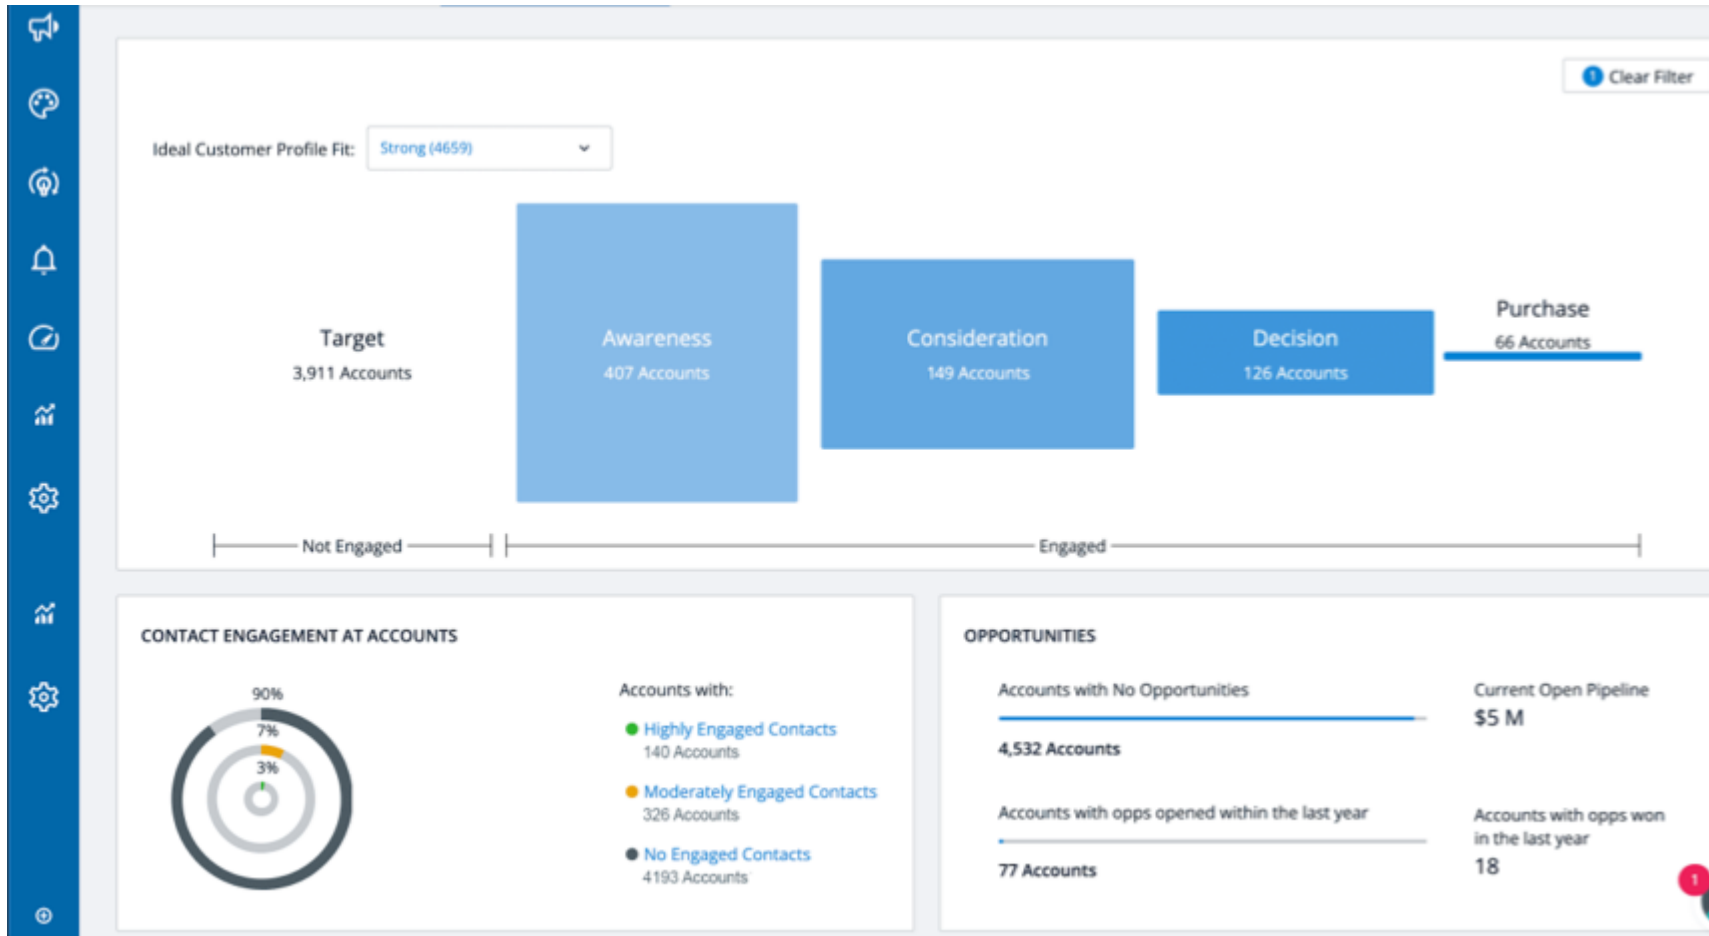 1 Clear Filter
Ideal Customer Profile Fit: Strong (4659)
Target
3,911 Accounts
Awareness
407 Accounts
Consideration
149 Accounts
Decision
126 Accounts
Purchase
66 Accounts
Not Engaged
Engaged
CONTACT ENGAGEMENT AT ACCOUNTS
90%
7%
3%
Accounts with:
Highly Engaged Contacts
140 Accounts
Moderately Engaged Contacts
326 Accounts
No Engaged Contacts
4193 Accounts
OPPORTUNITIES
Accounts with No Opportunities
4,532 Accounts
Current Open Pipeline
$5 M
Accounts with opps opened within the last year
77 Accounts
Accounts with opps won
in the last year
18
1